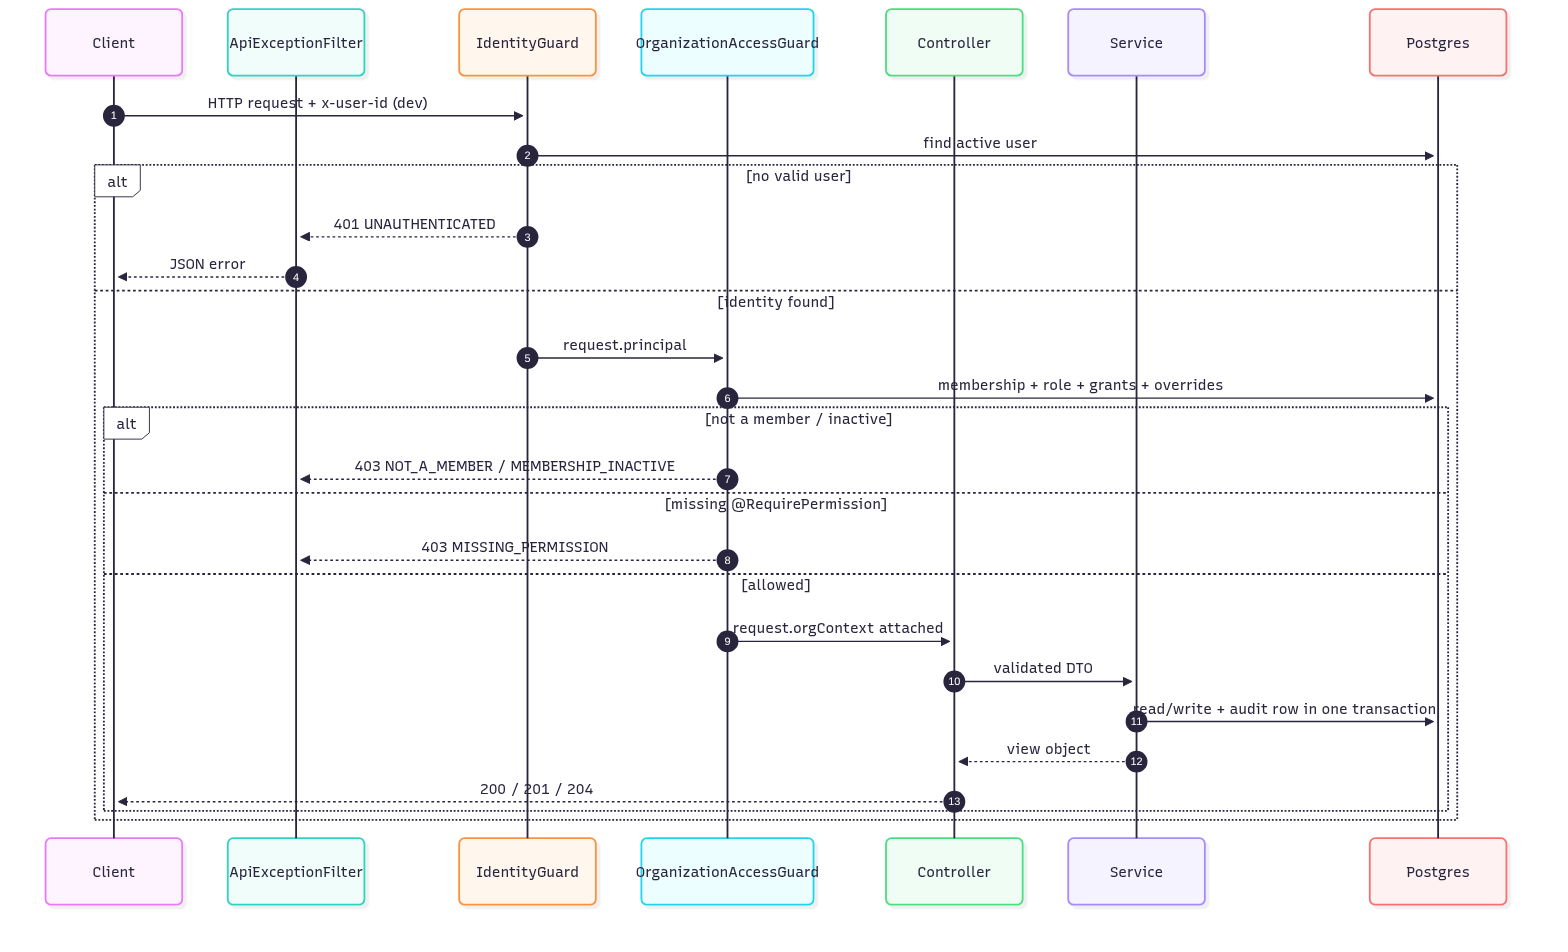 Client
ApiExceptionFilter
IdentityGuard
OrganizationAccessGuard
Controller
Service
Postgres
HTTP request + x-user-id (dev)
1
find active user
2
alt
[no valid user]
401 UNAUTHENTICATED
3
JSON error
4
[identity found]
request.principal
5
membership + role + grants + overrides
6
alt
[not a member / inactive]
403 NOT_A_MEMBER / MEMBERSHIP_INACTIVE
7
[missing @RequirePermission]
403 MISSING_PERMISSION
8
[allowed]
request.orgContext attached
9
validated DTO
10
read/write + audit row in one transaction
11
view object
12
200 / 201 / 204
13
Client
ApiExceptionFilter
IdentityGuard
OrganizationAccessGuard
Controller
Service
Postgres